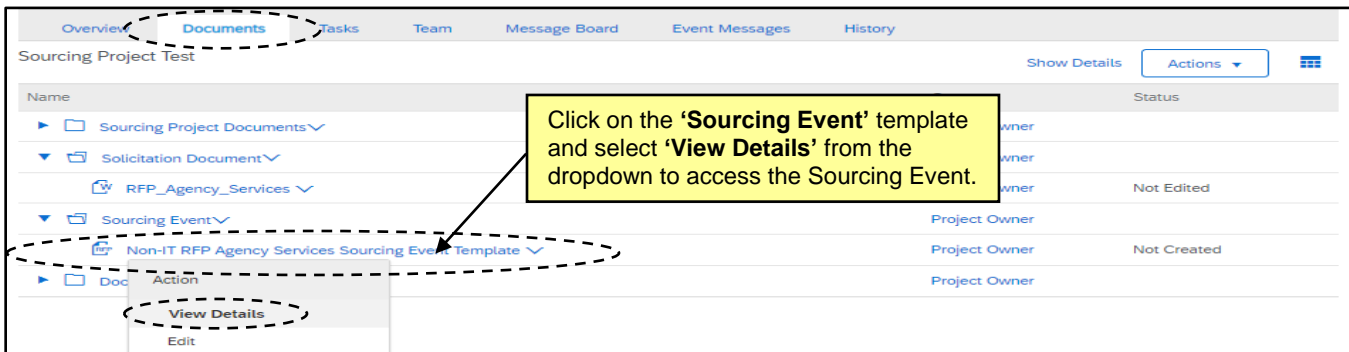 Overview Documents Tasks Team Message Board Event Messages History
Sourcing Project Test
Show Details Actions
Name Status
Sourcing Project Documents
Click on the ‘Sourcing Event’ template
and select ‘View Details’ from the
dropdown to access the Sourcing Event.
Solicitation Document
RFP_Agency_Services Not Edited
Sourcing Event Project Owner
Non-IT RFP Agency Services Sourcing Event Template Project Owner Not Created
Project Owner
Action
View Details
Edit